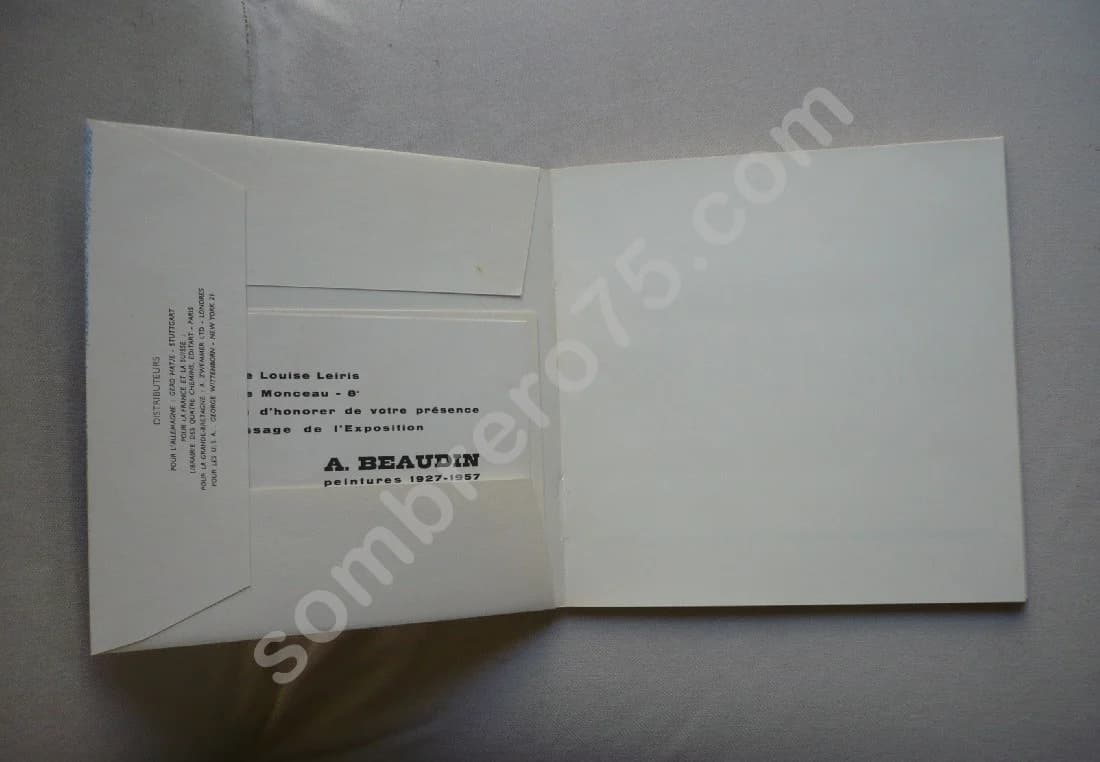 DISTRIBUTEURS
POUR L'ALLEMAGNE : GERD HATJE - STUTTGART
POUR LA FRANCE ET LA SUISSE :
LIBRAIRIE DES QUATRE CHEMINS, EDITART - PARIS
POUR LA GRANDE-BRETAGNE : A. ZWEMMER LTD - LONDRES
POUR LES U.S.A. GEORGE WITTENBORN - NEW YORK 21
e Louise Leiris
e Monceau - 8e
d'honorer de votre présence
ssage de l'Exposition
A. BEAUDIN
peintures 1927-1957
sombrero75.com